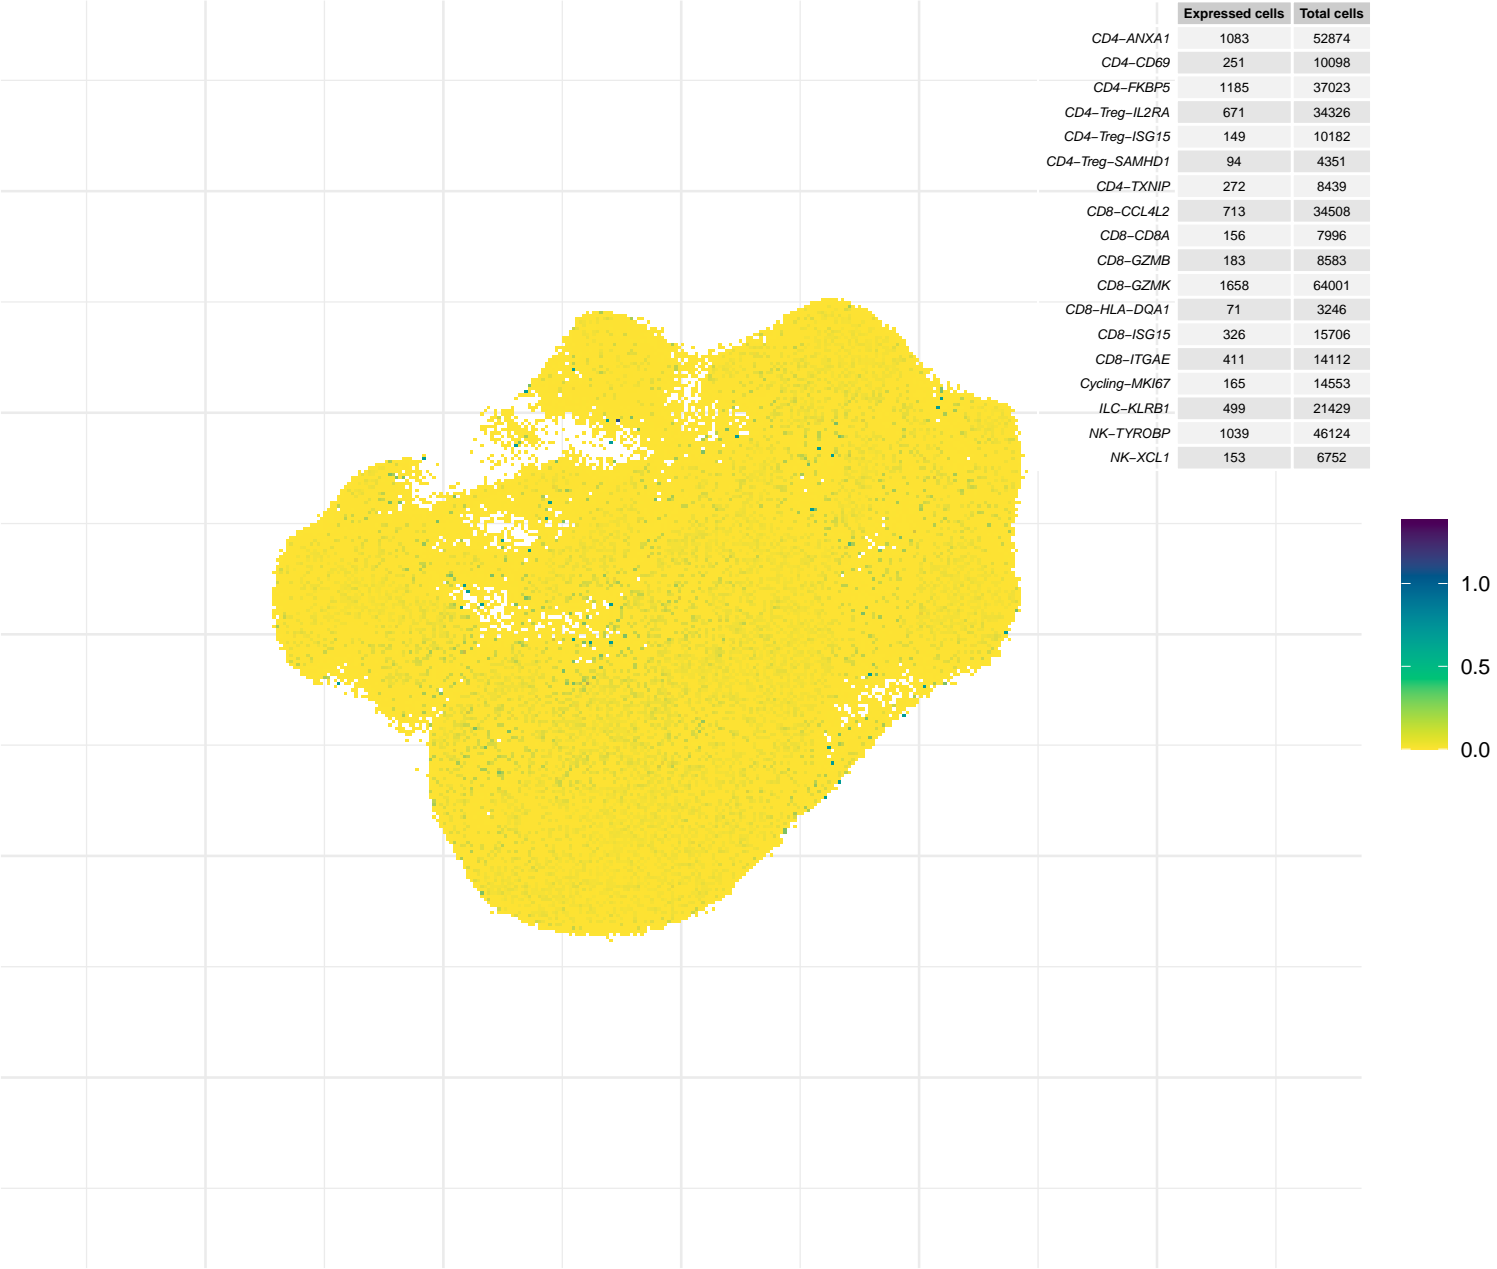 Expressed cells Total cells
CD4−ANXA1 1083 52874
CD4−CD69 251 10098
CD4−FKBP5 1185 37023
CD4−Treg−IL2RA 671 34326
CD4−Treg−ISG15 149 10182
CD4−Treg−SAMHD1 94 4351
CD4−TXNIP 272 8439
CD8−CCL4L2 713 34508
CD8−CD8A 156 7996
CD8−GZMB 183 8583
CD8−GZMK 1658 64001
CD8−HLA−DQA1 71 3246
CD8−ISG15 326 15706
CD8−ITGAE 411 14112
Cycling−MKI67 165 14553
ILC−KLRB1 499 21429
NK−TYROBP 1039 46124
NK−XCL1 153 6752
1.0
0.5
0.0